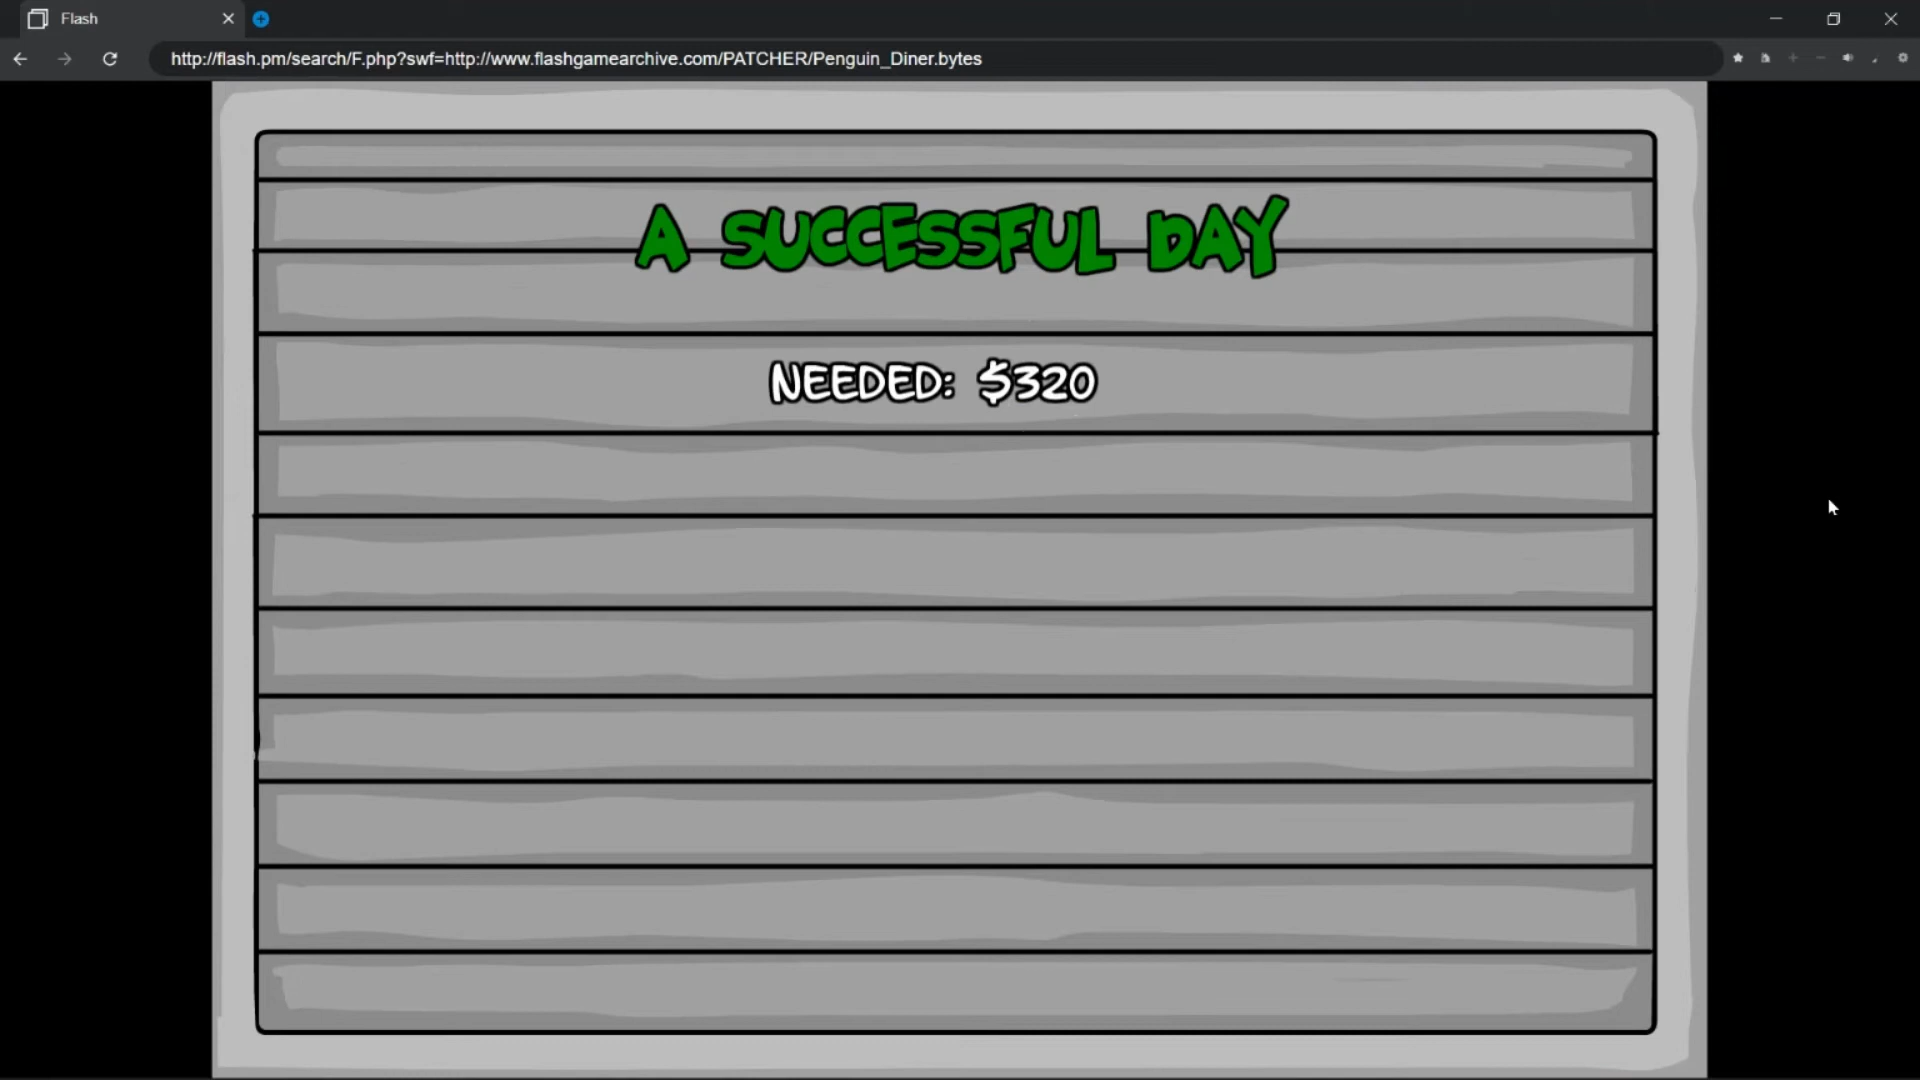 Flash
http://flash.pm/search/F.php?swf=http://www.flashgamearchive.com/PATCHER/Penguin_Diner.bytes
A SUCCESSFUL DAY
NEEDED: $320